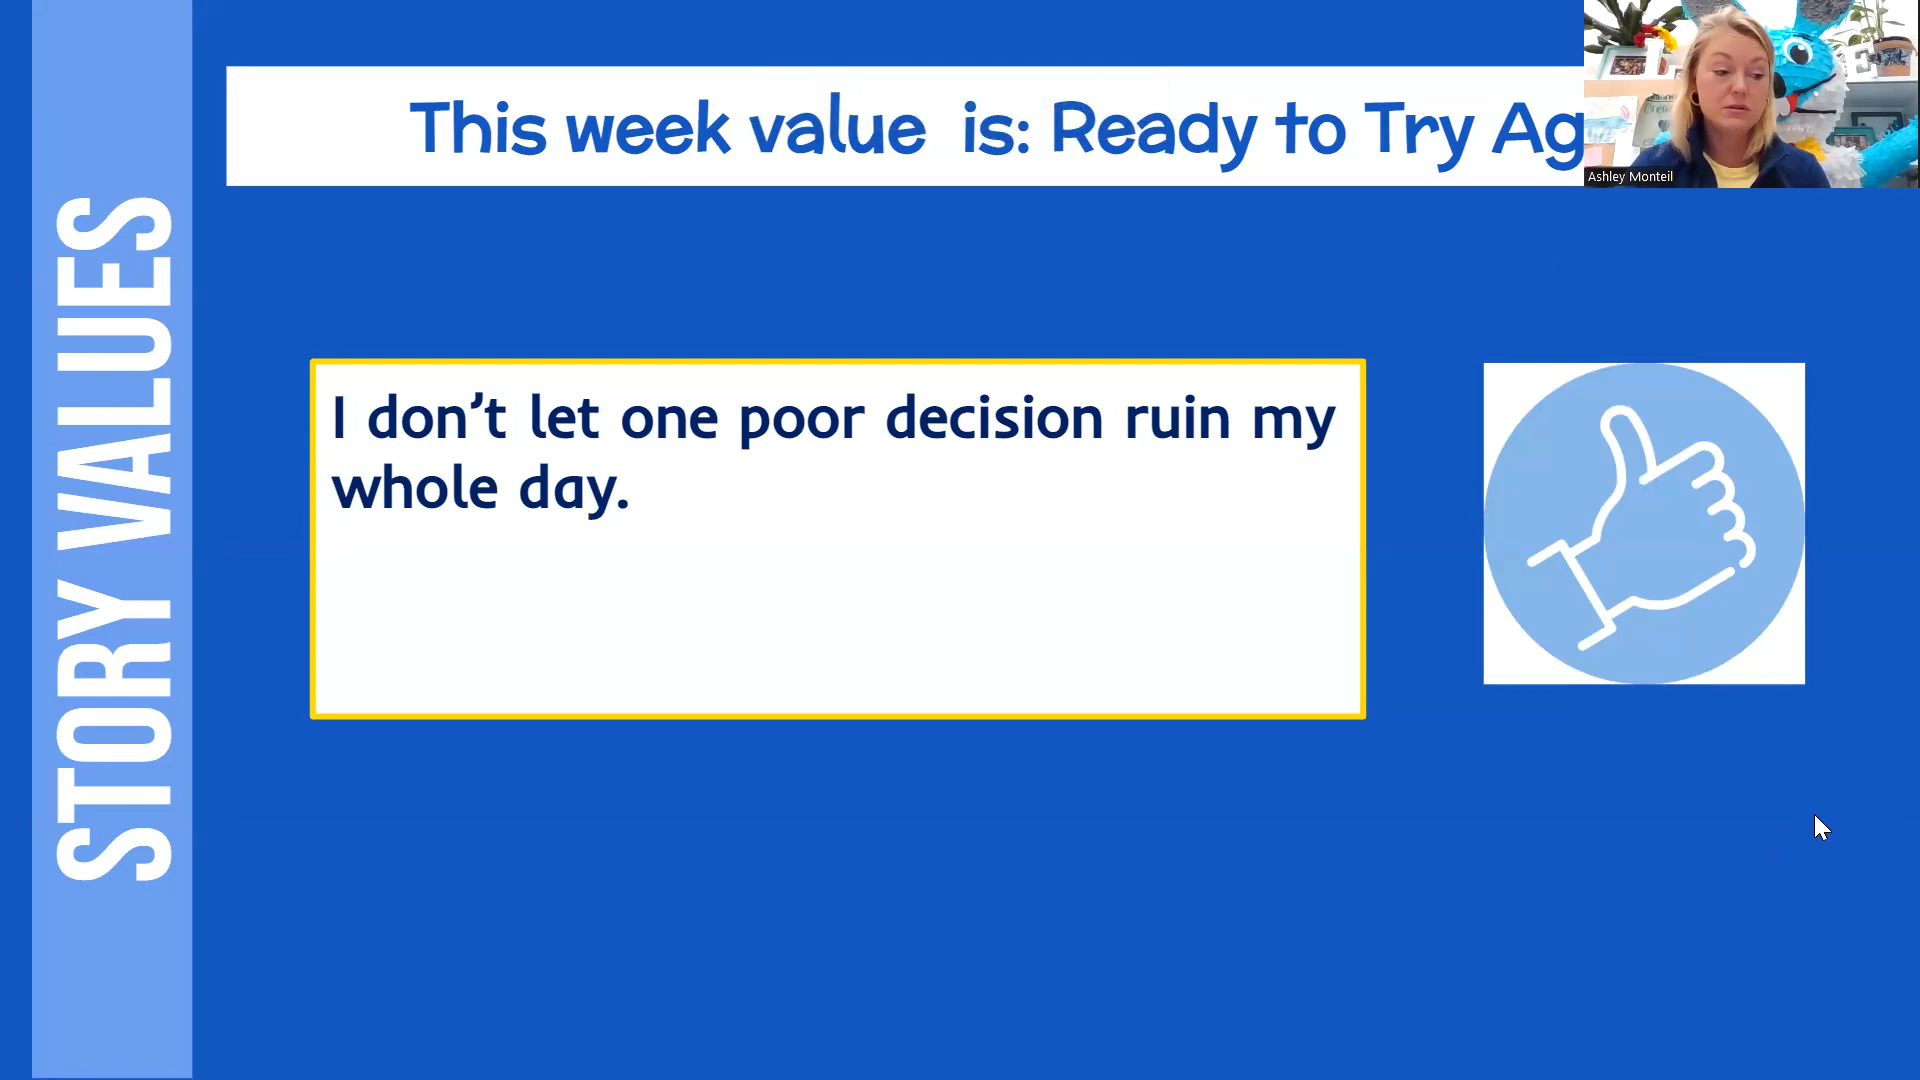 STORY VALUES
This week value is: Ready to Try Ag
Ashley Monteil
I don’t let one poor decision ruin my
whole day.